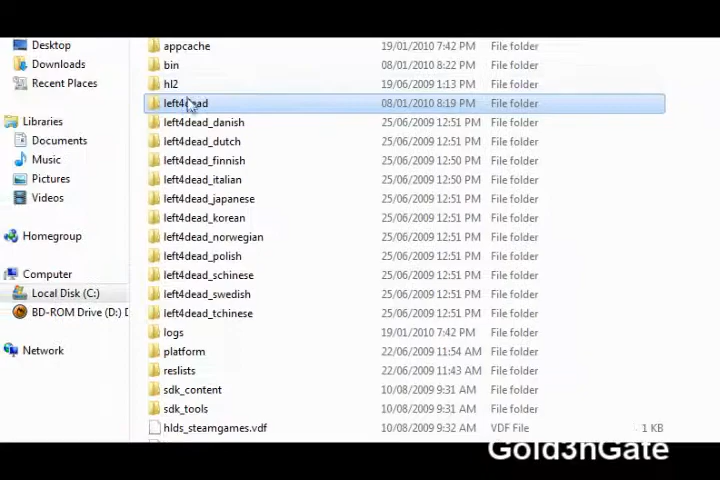 Desktop
Downloads
Recent Places
Libraries
Documents
Music
Pictures
Videos
Homegroup
Computer
Local Disk (C:)
BD-ROM Drive (D:) D
Network
appcache 19/01/2010 7:42 PM File folder
bin 08/01/2010 8:22 PM File folder
hl2 19/06/2009 1:13 PM File folder
left4dead 08/01/2010 8:19 PM File folder
left4dead_danish 25/06/2009 12:51 PM File folder
left4dead_dutch 25/06/2009 12:51 PM File folder
left4dead_finnish 25/06/2009 12:50 PM File folder
left4dead_italian 25/06/2009 12:50 PM File folder
left4dead_japanese 25/06/2009 12:51 PM File folder
left4dead_korean 25/06/2009 12:51 PM File folder
left4dead_norwegian 25/06/2009 12:51 PM File folder
left4dead_polish 25/06/2009 12:51 PM File folder
left4dead_schinese 25/06/2009 12:51 PM File folder
left4dead_swedish 25/06/2009 12:51 PM File folder
left4dead_tchinese 25/06/2009 12:51 PM File folder
logs 19/01/2010 7:42 PM File folder
platform 22/06/2009 11:54 AM File folder
reslists 22/06/2009 11:43 AM File folder
sdk_content 10/08/2009 9:31 AM File folder
sdk_tools 10/08/2009 9:31 AM File folder
hlds_steamgames.vdf 10/08/2009 9:32 AM VDF File 1 KB
Gold3nGate